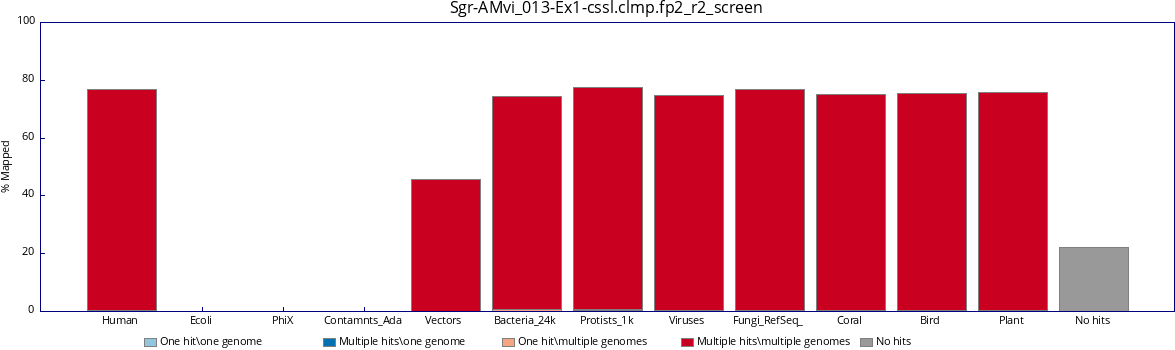 Sgr-AMvi_013-Ex1-cssl.clmp.fp2_r2_screen
100
80
60
40
20
0
% Mapped
Human Ecoli PhiX Contamnts_Ada Vectors Bacteria_24k Protists_1k Viruses Fungi_RefSeq_ Coral Bird Plant No hits
One hit\one genome Multiple hits\one genome One hit\multiple genomes Multiple hits\multiple genomes No hits